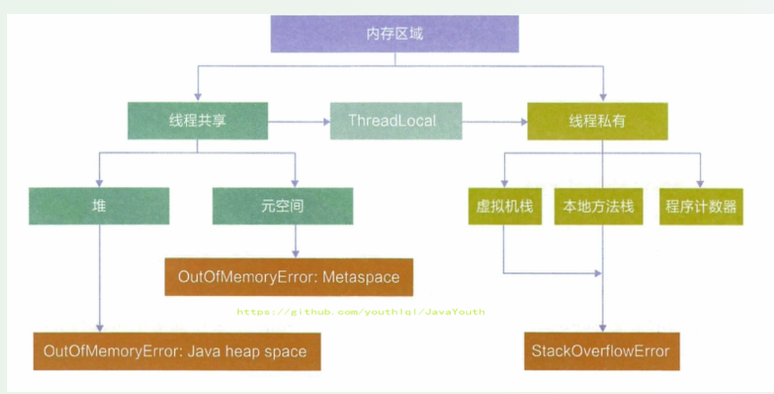 内存区域
线程共享
ThreadLocal
线程私有
堆
元空间
虚拟机栈
本地方法栈
程序计数器
OutOfMemoryError: Metaspace
https://github.com/youthlql/JavaYouth
OutOfMemoryError: Java heap space
StackOverflowError